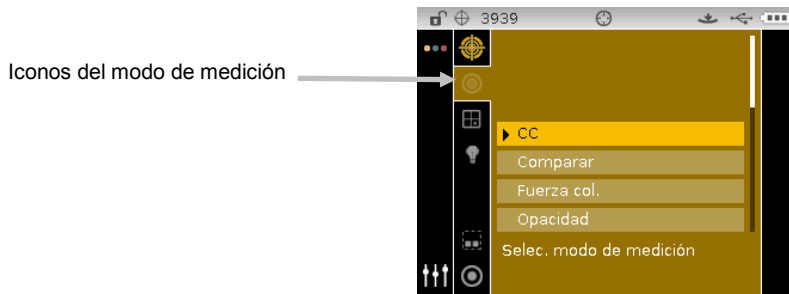 3939
Iconos del modo de medición
CC
Comparar
Fuerza col.
Opacidad
Selec. modo de medición